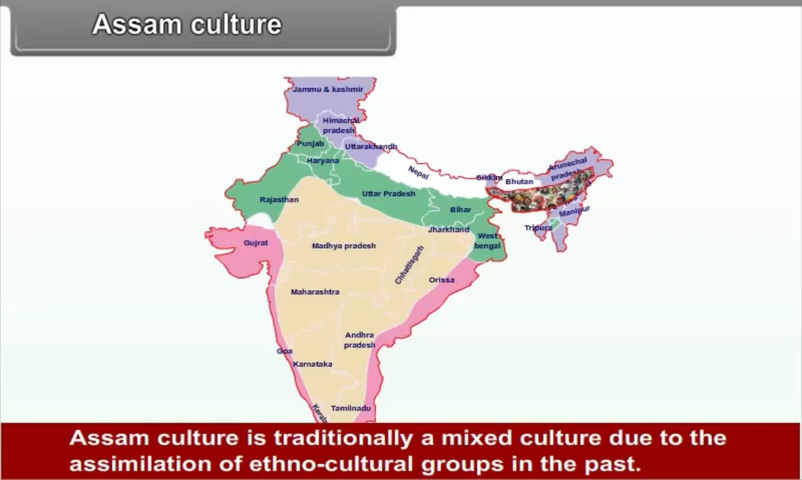 Assam culture
Jammu & kashmir
Himachal
pradesh
Punjab
Uttarakhandh
Haryana
Nepal
Arunachal
pradesh
Sikkim
Bhutan
Uttar Pradesh
Rajasthan
Bihar
Manipur
Tripura
Jharkhand
West
bengal
Gujrat
Madhya pradesh
Chhattisgarh
Orissa
Maharashtra
Andhra
pradesh
Goa
Karnataka
Tamilnadu
Kerala
Assam culture is traditionally a mixed culture due to the
assimilation of ethno-cultural groups in the past.